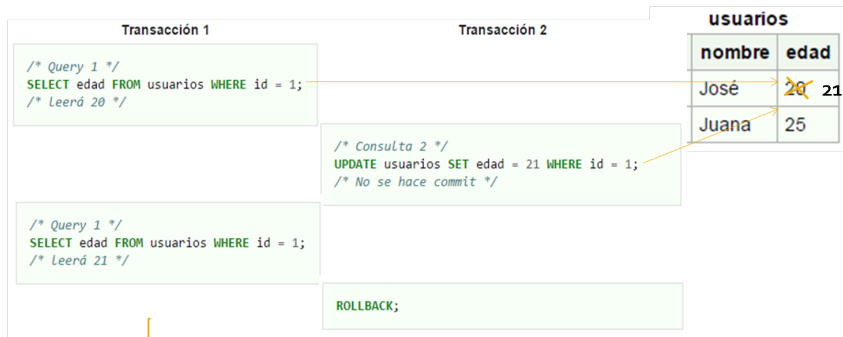 Transacción 1
Transacción 2
usuarios
nombre edad
José 20 21
Juana 25
/* Query 1 */
SELECT edad FROM usuarios WHERE id = 1;
/* leerá 20 */
/* Consulta 2 */
UPDATE usuarios SET edad = 21 WHERE id = 1;
/* No se hace commit */
/* Query 1 */
SELECT edad FROM usuarios WHERE id = 1;
/* leerá 21 */
ROLLBACK;